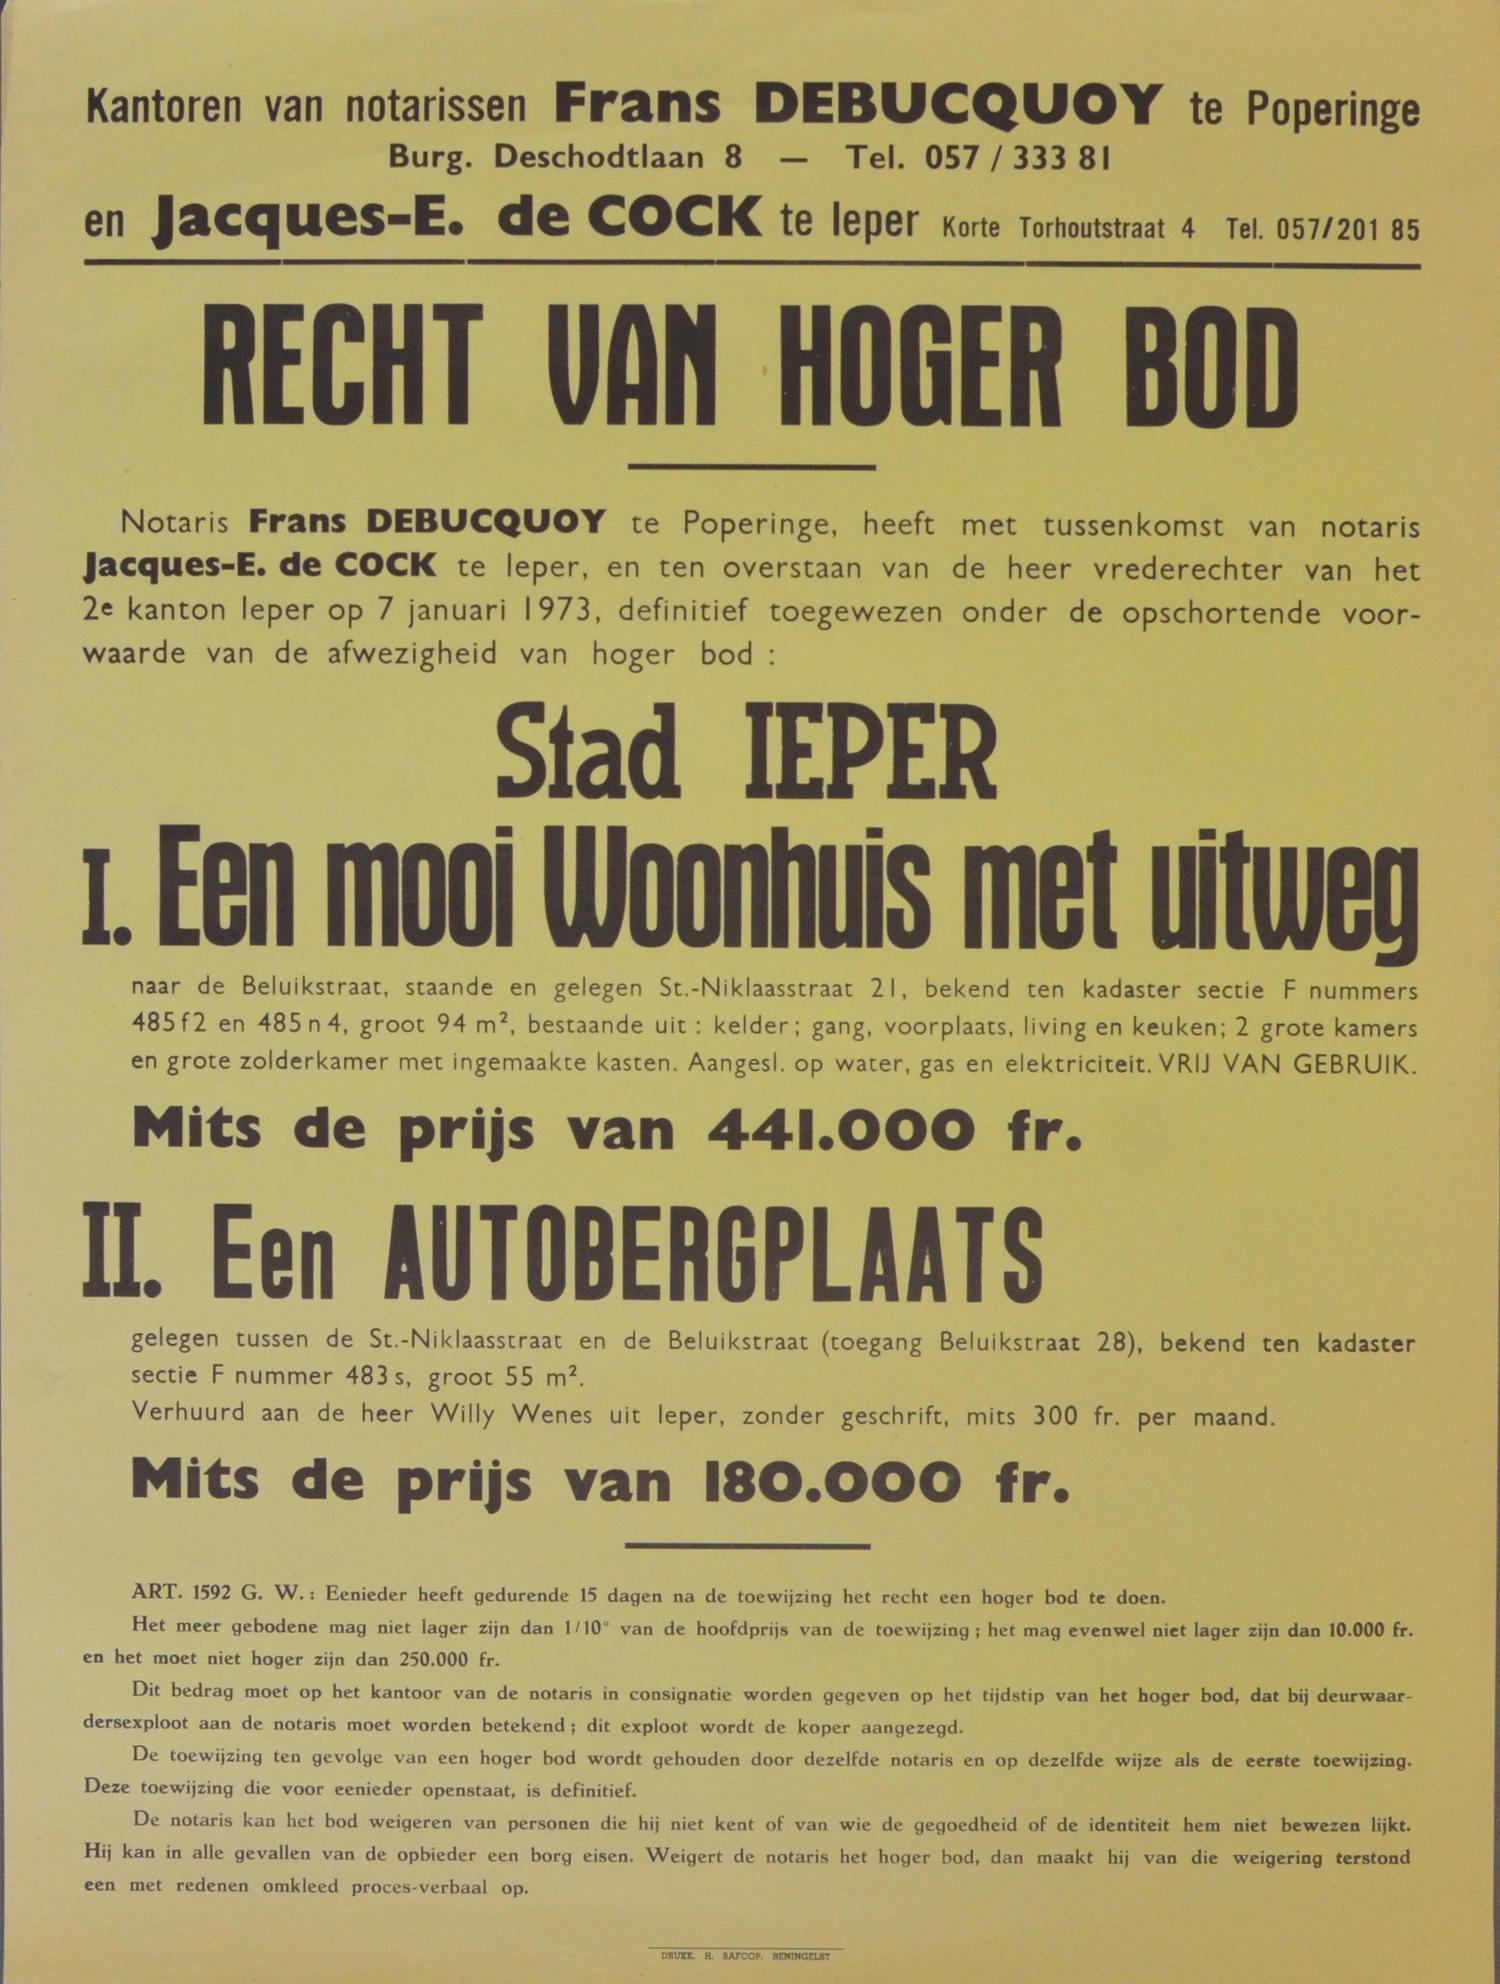 Kantoren van notarissen Frans DEBUCQUOY te Poperinge
Burg. Deschodtlaan 8 — Tel. 057 / 333 81
en Jacques-E. de COCK te Ieper Korte Torhoutstraat 4 Tel. 057/201 85
RECHT VAN HOGER BOD
Notaris Frans DEBUCQUOY te Poperinge, heeft met tussenkomst van notaris
Jacques-E. de COCK te Ieper, en ten overstaan van de heer vrederechter van het
2e kanton Ieper op 7 januari 1973, definitief toegewezen onder de opschortende voor-
waarde van de afwezigheid van hoger bod :
Stad IEPER
I. Een mooi Woonhuis met uitweg
naar de Beluikstraat, staande en gelegen St.-Niklaasstraat 21, bekend ten kadaster sectie F nummers
485f2 en 485n4, groot 94 m², bestaande uit : kelder; gang, voorplaats, living en keuken; 2 grote kamers
en grote zolderkamer met ingemaakte kasten. Aangesl. op water, gas en elektriciteit. VRIJ VAN GEBRUIK.
Mits de prijs van 441.000 fr.
II. Een AUTOBERGPLAATS
gelegen tussen de St.-Niklaasstraat en de Beluikstraat (toegang Beluikstraat 28), bekend ten kadaster
sectie F nummer 483s, groot 55 m².
Verhuurd aan de heer Willy Wenes uit Ieper, zonder geschrift, mits 300 fr. per maand.
Mits de prijs van 180.000 fr.
ART. 1592 G. W. : Eenieder heeft gedurende 15 dagen na de toewijzing het recht een hoger bod te doen.
Het meer gebodene mag niet lager zijn dan 1/10° van de hoofdprijs van de toewijzing ; het mag evenwel niet lager zijn dan 10.000 fr.
en het moet niet hoger zijn dan 250.000 fr.
Dit bedrag moet op het kantoor van de notaris in consignatie worden gegeven op het tijdstip van het hoger bod, dat bij deurwaar-
dersexploot aan de notaris moet worden betekend ; dit exploot wordt de koper aangezegd.
De toewijzing ten gevolge van een hoger bod wordt gehouden door dezelfde notaris en op dezelfde wijze als de eerste toewijzing.
Deze toewijzing die voor eenieder openstaat, is definitief.
De notaris kan het bod weigeren van personen die hij niet kent of van wie de gegoedheid of de identiteit hem niet bewezen lijkt.
Hij kan in alle gevallen van de opbieder een borg eisen. Weigert de notaris het hoger bod, dan maakt hij van die weigering terstond
een met redenen omkleed proces-verbaal op.
DRUKK. H. BAFCOP, RENINGELST